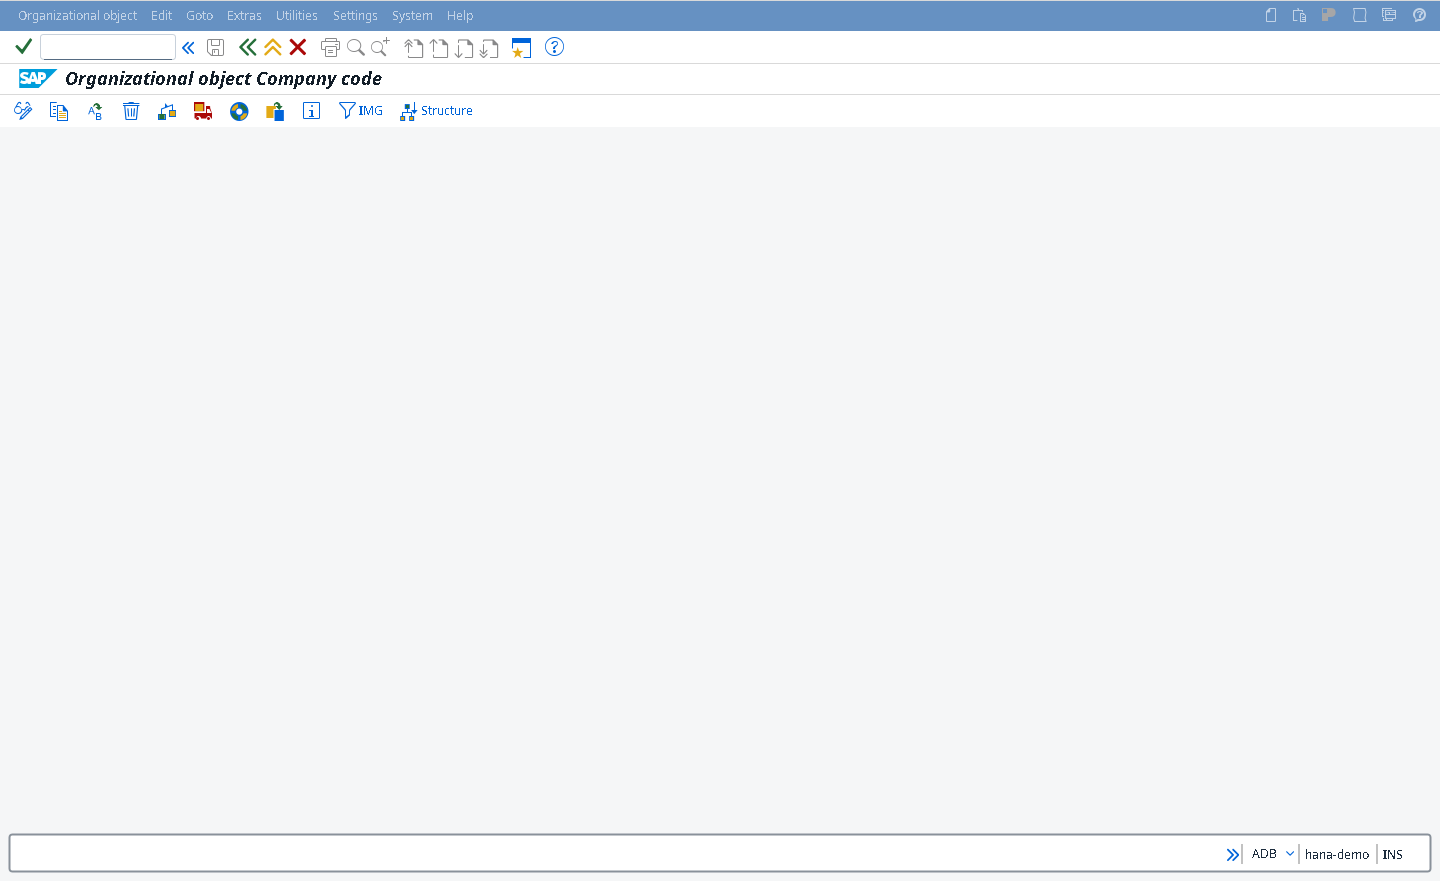 Organizational object Edit Goto Extras Utilities Settings System Help
SAP Organizational object Company code
IMG Structure
ADB hana-demo INS